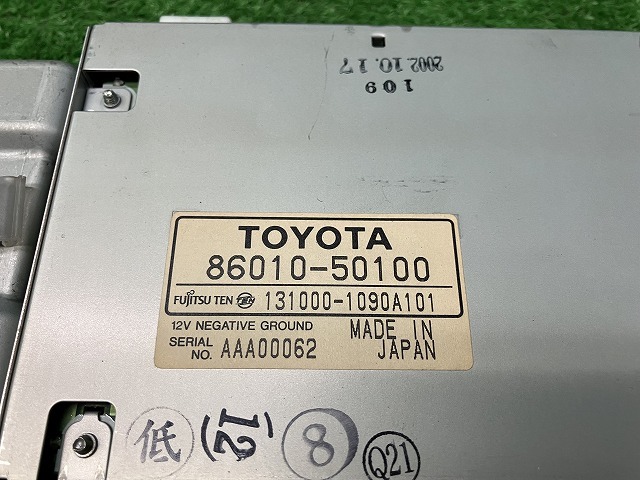 2002.10.17
109
TOYOTA
86010-50100
FUJITSU TEN 131000-1090A101
12V NEGATIVE GROUND
SERIAL NO. AAA00062
MADE IN JAPAN
低 (12) 8 Q21